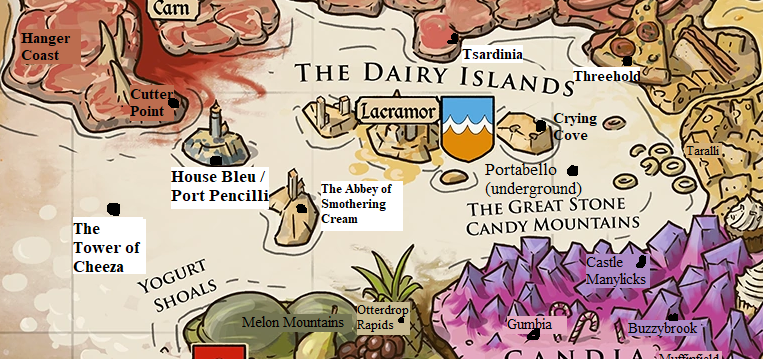 Carn
Hanger
Coast
Tsardinia
THE DAIRY ISLANDS
Threehold
Cutter
Point
Lacramor
Crying
Cove
Taralli
House Bleu /
Port Pencilli
Portabello
(underground)
The Abbey of
Smothering
Cream
THE GREAT STONE
CANDY MOUNTAINS
The
Tower of
Cheeza
YOGURT
SHOALS
Castle
Manylicks
Otterdrop
Rapids
Melon Mountains
Gumbia
Buzzybrook
CANDIA
Muffinfield